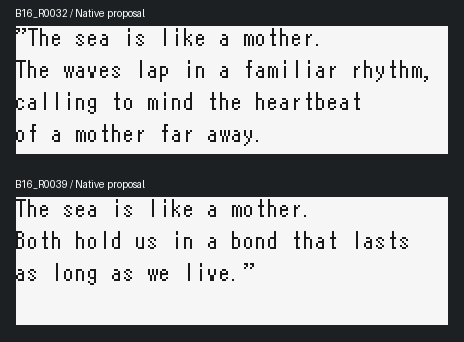 B16_R0032 / Native proposal
”The sea is like a mother.
The waves lap in a familiar rhythm,
calling to mind the heartbeat
of a mother far away.
B16_R0039 / Native proposal
The sea is like a mother.
Both hold us in a bond that lasts
as long as we live.”